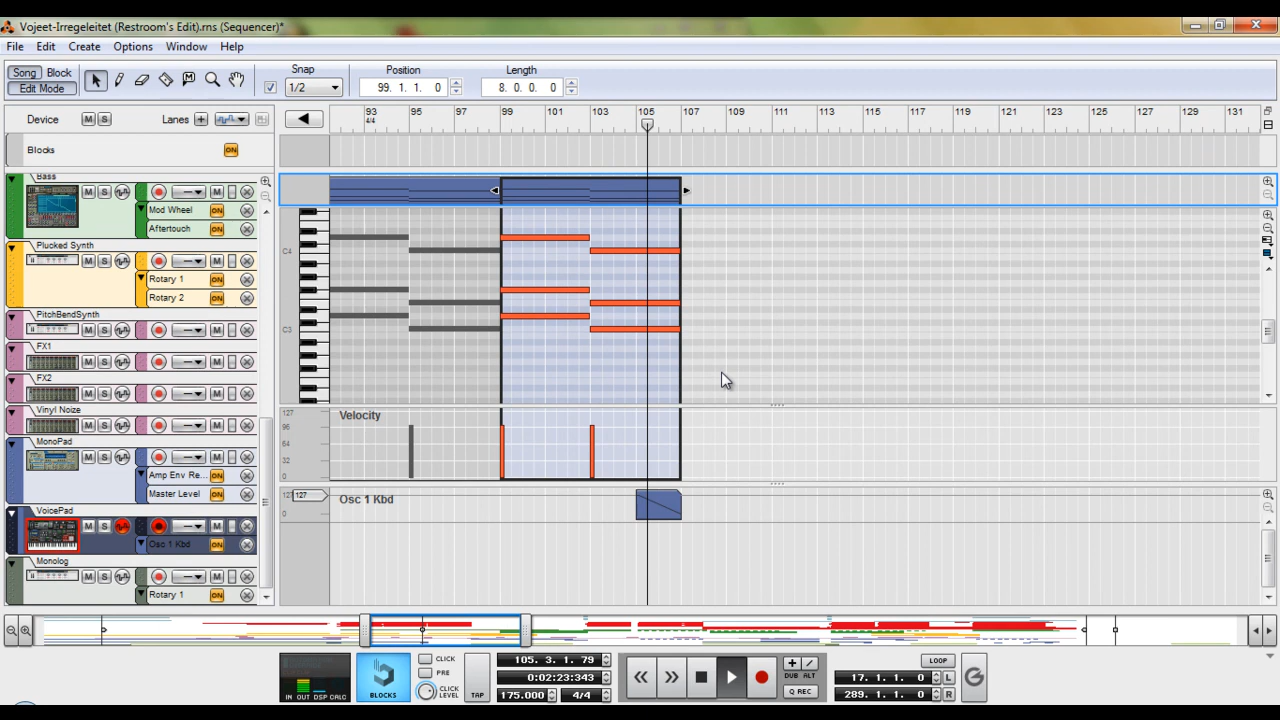 Vojeet-Irregeleitet (Restroom's Edit).rns (Sequencer)*
File Edit Create Options Window Help
Song Block
Edit Mode
Snap
1/2
Position
99. 1. 1. 0
Length
8. 0. 0. 0
Device M S Lanes
93 95 97 99 101 103 105 107 109 111 113 115 117 119 121 123 125 127 129 131
4/4
Blocks ON
Bass
M S M
Mod Wheel ON
Aftertouch ON
Plucked Synth
M S M
Rotary 1
Rotary 2
PitchBendSynth
M S M
FX1
M S M
FX2
M S M
Vinyl Noize
M S M
MonoPad
M S M
Amp Env Re... ON
Master Level ON
VoicePad
M S M
Osc 1 Kbd ON
Monolog
M S M
Rotary 1 ON
C4
C3
Velocity
127
96
64
32
0
Osc 1 Kbd
127
0
IN OUT DSP CALC
BLOCKS
CLICK
PRE
CLICK
LEVEL
TAP
105. 3. 1. 79
0:02:23:343
175.000 4/4
DUB ALT
Q REC
LOOP
17. 1. 1. 0 L
289. 1. 1. 0 R